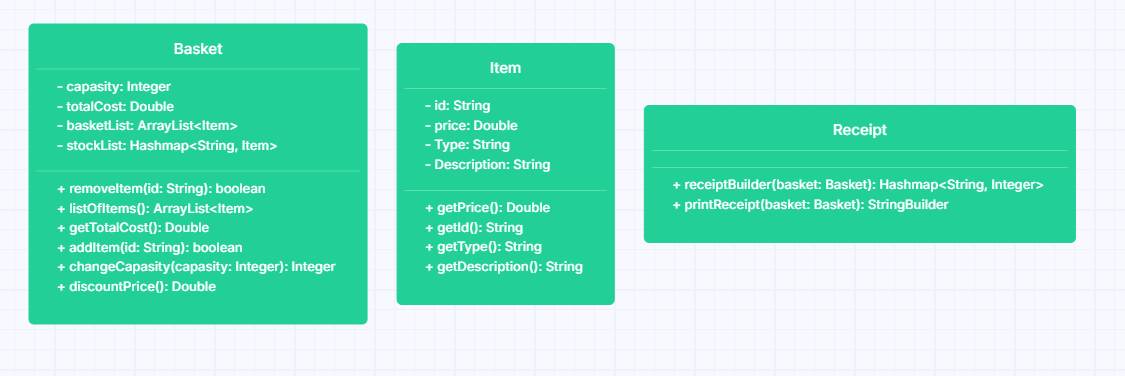 Basket
- capasity: Integer
- totalCost: Double
- basketList: ArrayList<Item>
- stockList: Hashmap<String, Item>
+ removeItem(id: String): boolean
+ listOfItems(): ArrayList<Item>
+ getTotalCost(): Double
+ addItem(id: String): boolean
+ changeCapasity(capasity: Integer): Integer
+ discountPrice(): Double
Item
- id: String
- price: Double
- Type: String
- Description: String
+ getPrice(): Double
+ getId(): String
+ getType(): String
+ getDescription(): String
Receipt
+ receiptBuilder(basket: Basket): Hashmap<String, Integer>
+ printReceipt(basket: Basket): StringBuilder